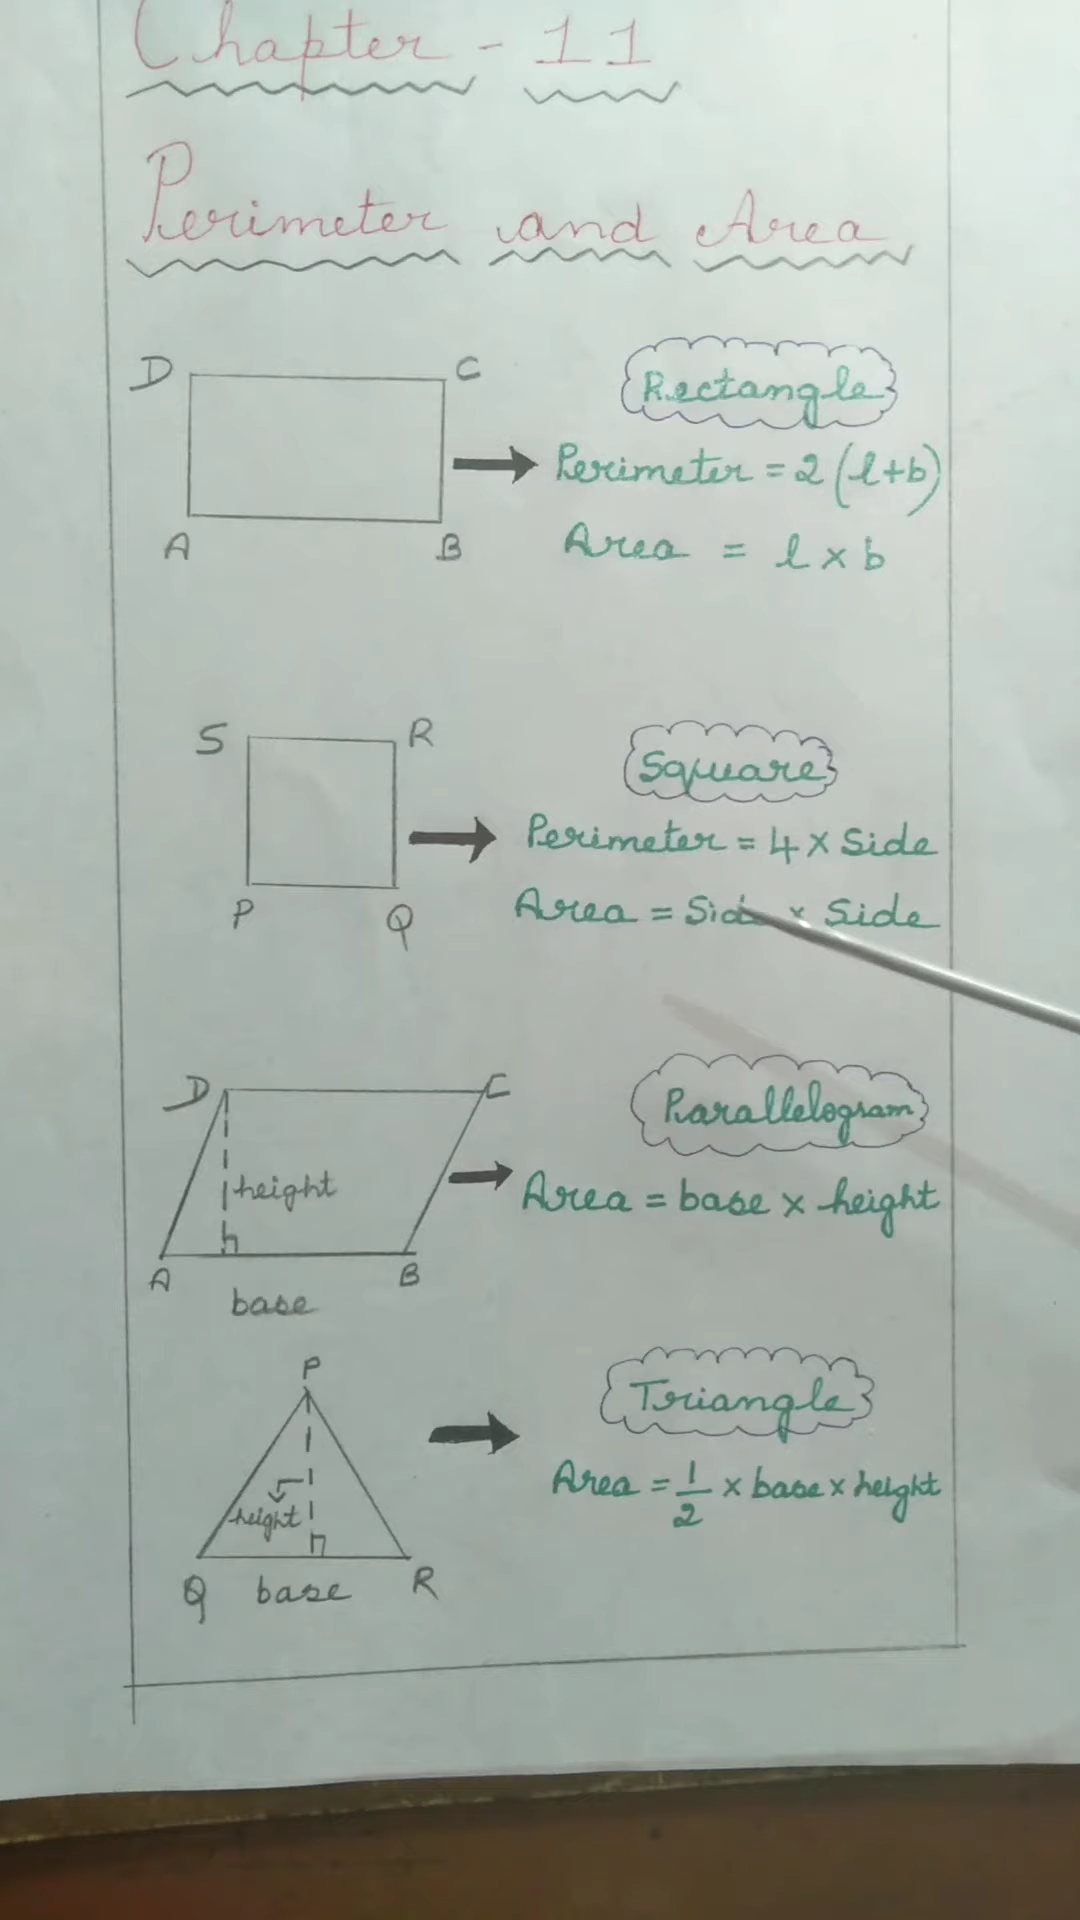 Chapter - 11
Perimeter and Area
D C
Rectangle
Perimeter = 2 (l+b)
A B
Area = l × b
S R
Square
Perimeter = 4 × Side
P Q
Area = Side × Side
D C
Parallelogram
height
Area = base × height
A B
base
P
Triangle
Area = 1/2 × base × height
height
Q base R